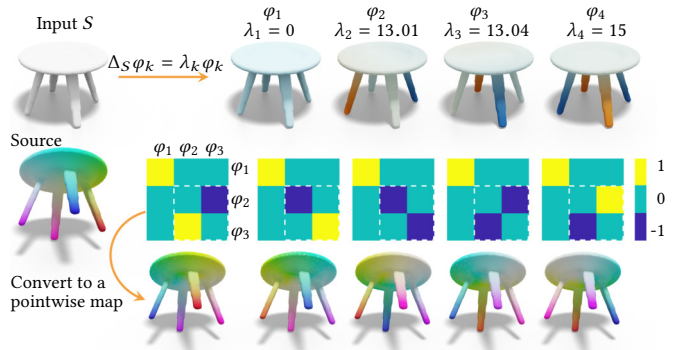 Input S
φ1 φ2 φ3 φ4
λ1 = 0 λ2 = 13.01 λ3 = 13.04 λ4 = 15
ΔSφk = λkφk
Source
φ1 φ2 φ3
φ1
φ2
φ3
1
0
-1
Convert to a
pointwise map